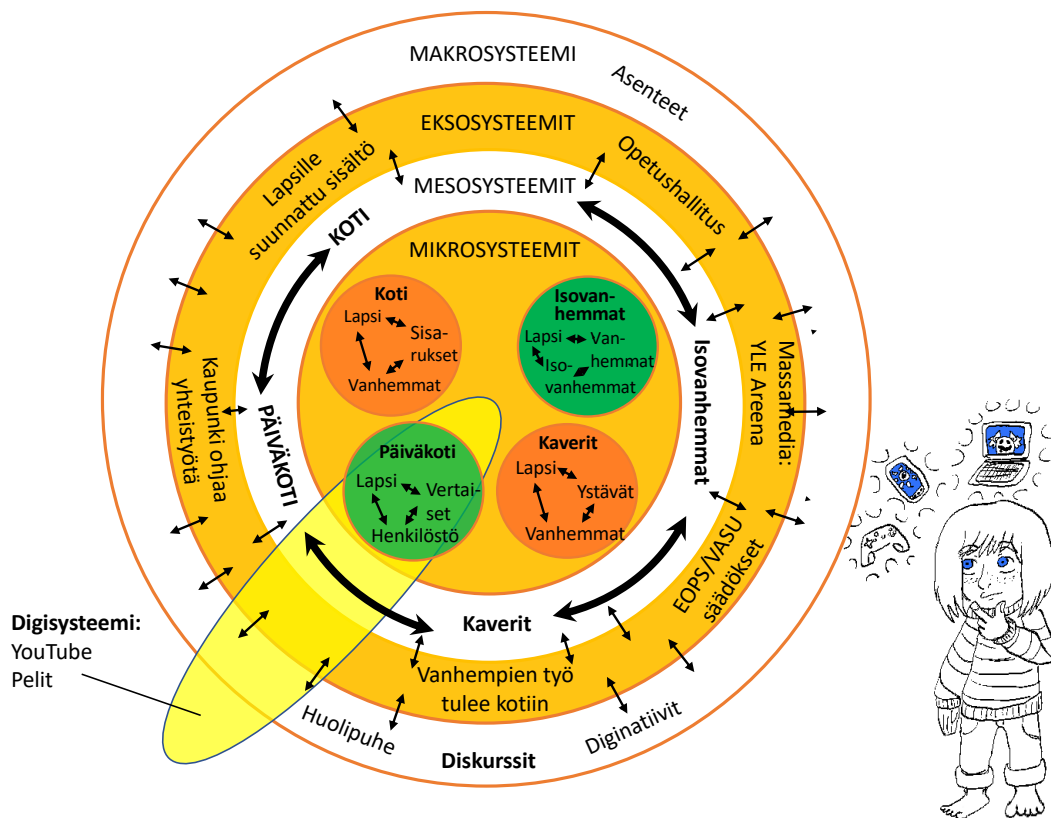 MAKROSYSTEEMI
Asenteet
EKSOSYSTEEMIT
Lapsille
suunnattu sisältö
Opetushallitus
MESOSYSTEEMIT
KOTI
MIKROSYSTEEMIT
Koti
Lapsi
Sisa-
rukset
Vanhemmat
Isovan-
hemmat
Lapsi
Van-
hemmat
Iso-
vanhemmat
Isovanhemmat
Massamedia:
YLE Areena
Kaupunki ohjaa
yhteistyötä
PÄIVÄKOTI
Päiväkoti
Lapsi
Vertai-
set
Henkilöstö
Kaverit
Lapsi
Ystävät
Vanhemmat
EOPS/VASU
säädökset
Kaverit
Digisysteemi:
YouTube
Pelit
Vanhempien työ
tulee kotiin
Huolipuhe
Diskurssit
Diginatiivit